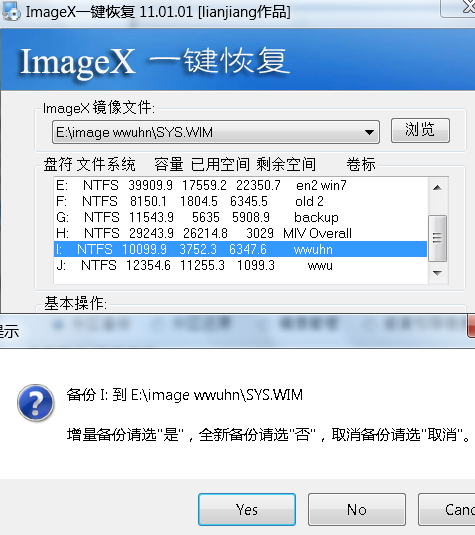 ImageX一键恢复 11.01.01 [lianjiang作品]
ImageX 一键恢复
ImageX 镜像文件:
E:\image wwuhn\SYS.WIM
浏览
盘符 文件系统 容量 已用空间 剩余空间 卷标
E: NTFS 39909.9 17559.2 22350.7 en2 win7
F: NTFS 8150.1 1804.5 6345.5 old 2
G: NTFS 11543.9 5635 5908.9 backup
H: NTFS 29243.9 26214.8 3029 MIV Overall
I: NTFS 10099.9 3752.3 6347.6 wwuhn
J: NTFS 12354.6 11255.3 1099.3 wwu
基本操作:
示
备份 I: 到 E:\image wwuhn\SYS.WIM
增量备份请选"是"，全新备份请选"否"，取消备份请选"取消"。
Yes
No
Canc